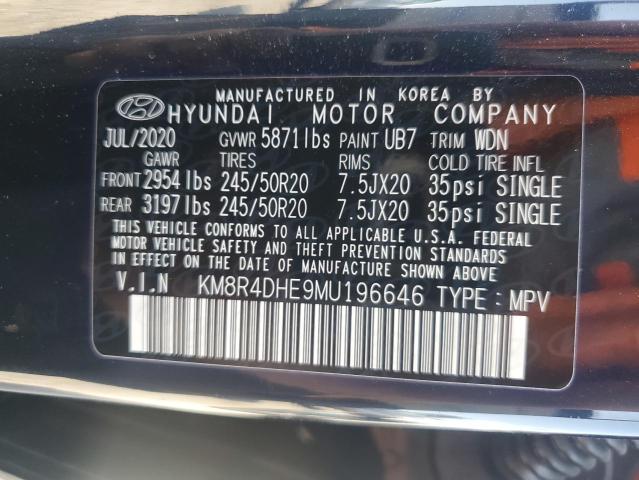 MANUFACTURED IN KOREA BY
HYUNDAI MOTOR COMPANY
JUL/2020 GVWR 5871lbs PAINT UB7 TRIM WDN
GAWR TIRES RIMS COLD TIRE INFL
FRONT 2954lbs 245/50R20 7.5JX20 35psi SINGLE
REAR 3197lbs 245/50R20 7.5JX20 35psi SINGLE
THIS VEHICLE CONFORMS TO ALL APPLICABLE U.S.A. FEDERAL
MOTOR VEHICLE SAFETY AND THEFT PREVENTION STANDARDS
IN EFFECT ON THE DATE OF MANUFACTURE SHOWN ABOVE.
V.I.N KM8R4DHE9MU196646 TYPE : MPV